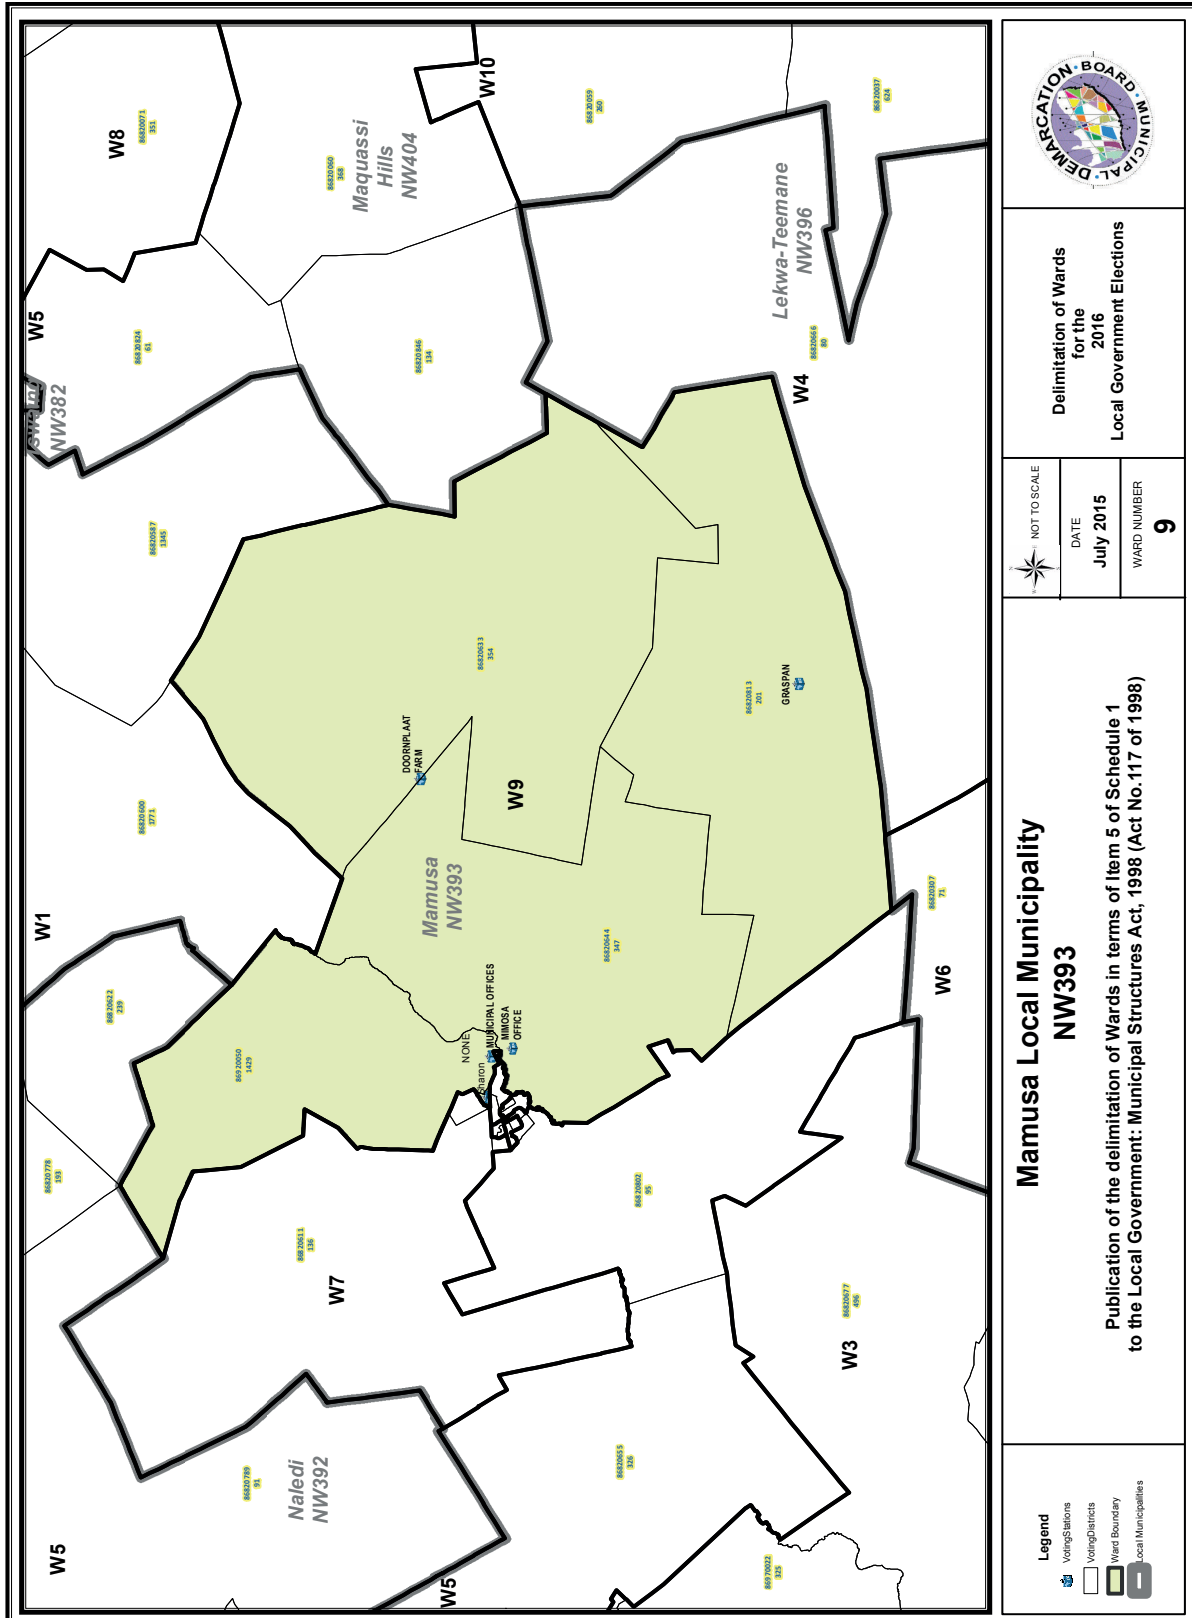 W5
Naledi
NW392
86820789
91
W5
86970022
325
86820655
326
W3
86820677
496
W7
86820611
136
86820778
193
86820802
95
86820622
239
86920050
1429
W1
86820600
1771
Sharon
NONE
MUNICIPAL OFFICES
MIMOSA
OFFICE
86820644
347
Mamusa
NW393
W9
DOORNPLAAT
FARM
86820633
354
86820813
201
GRASPAN
W6
86820307
71
86820587
1345
NW382
W5
86820824
61
W8
86820071
351
86820846
134
86820060
368
Maquassi
Hills
NW404
W10
86820059
260
86820037
624
Lekwa-Teemane
NW396
86820666
80
W4
Legend
VotingStations
VotingDistricts
Ward Boundary
Local Municipalities
Mamusa Local Municipality
NW393
Publication of the delimitation of Wards in terms of Item 5 of Schedule 1
to the Local Government: Municipal Structures Act, 1998 (Act No.117 of 1998)
NOT TO SCALE
DATE
July 2015
WARD NUMBER
9
Delimitation of Wards
for the
2016
Local Government Elections
MUNICIPAL DEMARCATION BOARD